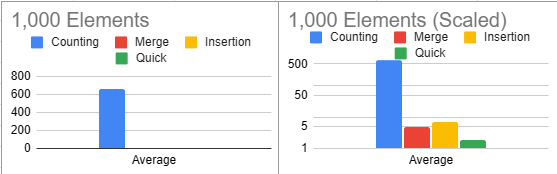 1,000 Elements
Counting Merge Insertion
Quick
800
600
400
200
0
Average
1,000 Elements (Scaled)
Counting Merge Insertion
Quick
500
50
5
1
Average